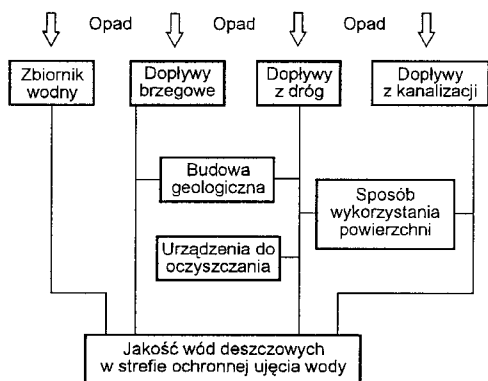 Opad Opad Opad
Zbiornik
wodny
Dopływy
brzegowe
Dopływy
z dróg
Dopływy
z kanalizacji
Budowa
geologiczna
Sposób
wykorzystania
powierzchni
Urządzenia do
oczyszczania
Jakość wód deszczowych
w strefie ochronnej ujęcia wody